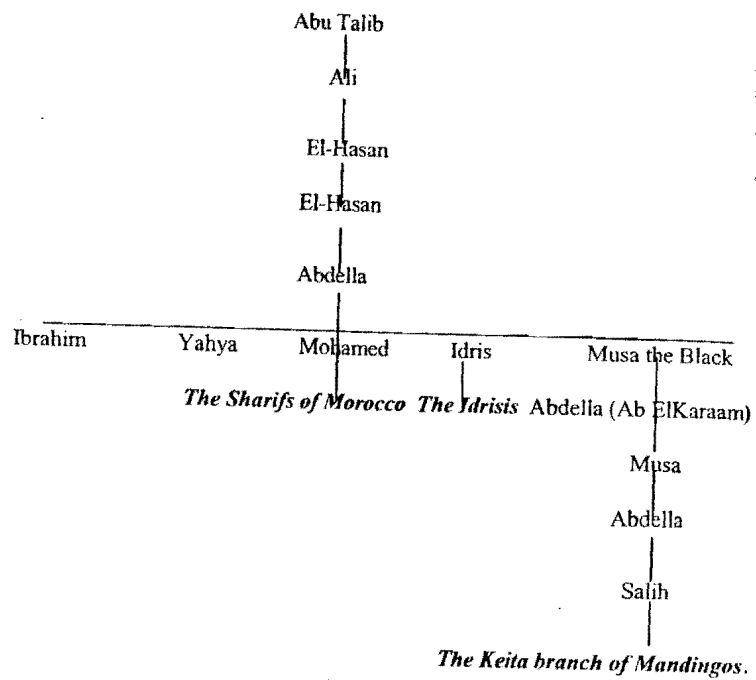 Abu Talib
Ali
El-Hasan
El-Hasan
Abdella
Ibrahim Yahya Mohamed Idris Musa the Black
The Sharifs of Morocco The Idrisis Abdella (Ab ElKaraam)
Musa
Abdella
Salih
The Keita branch of Mandingos.